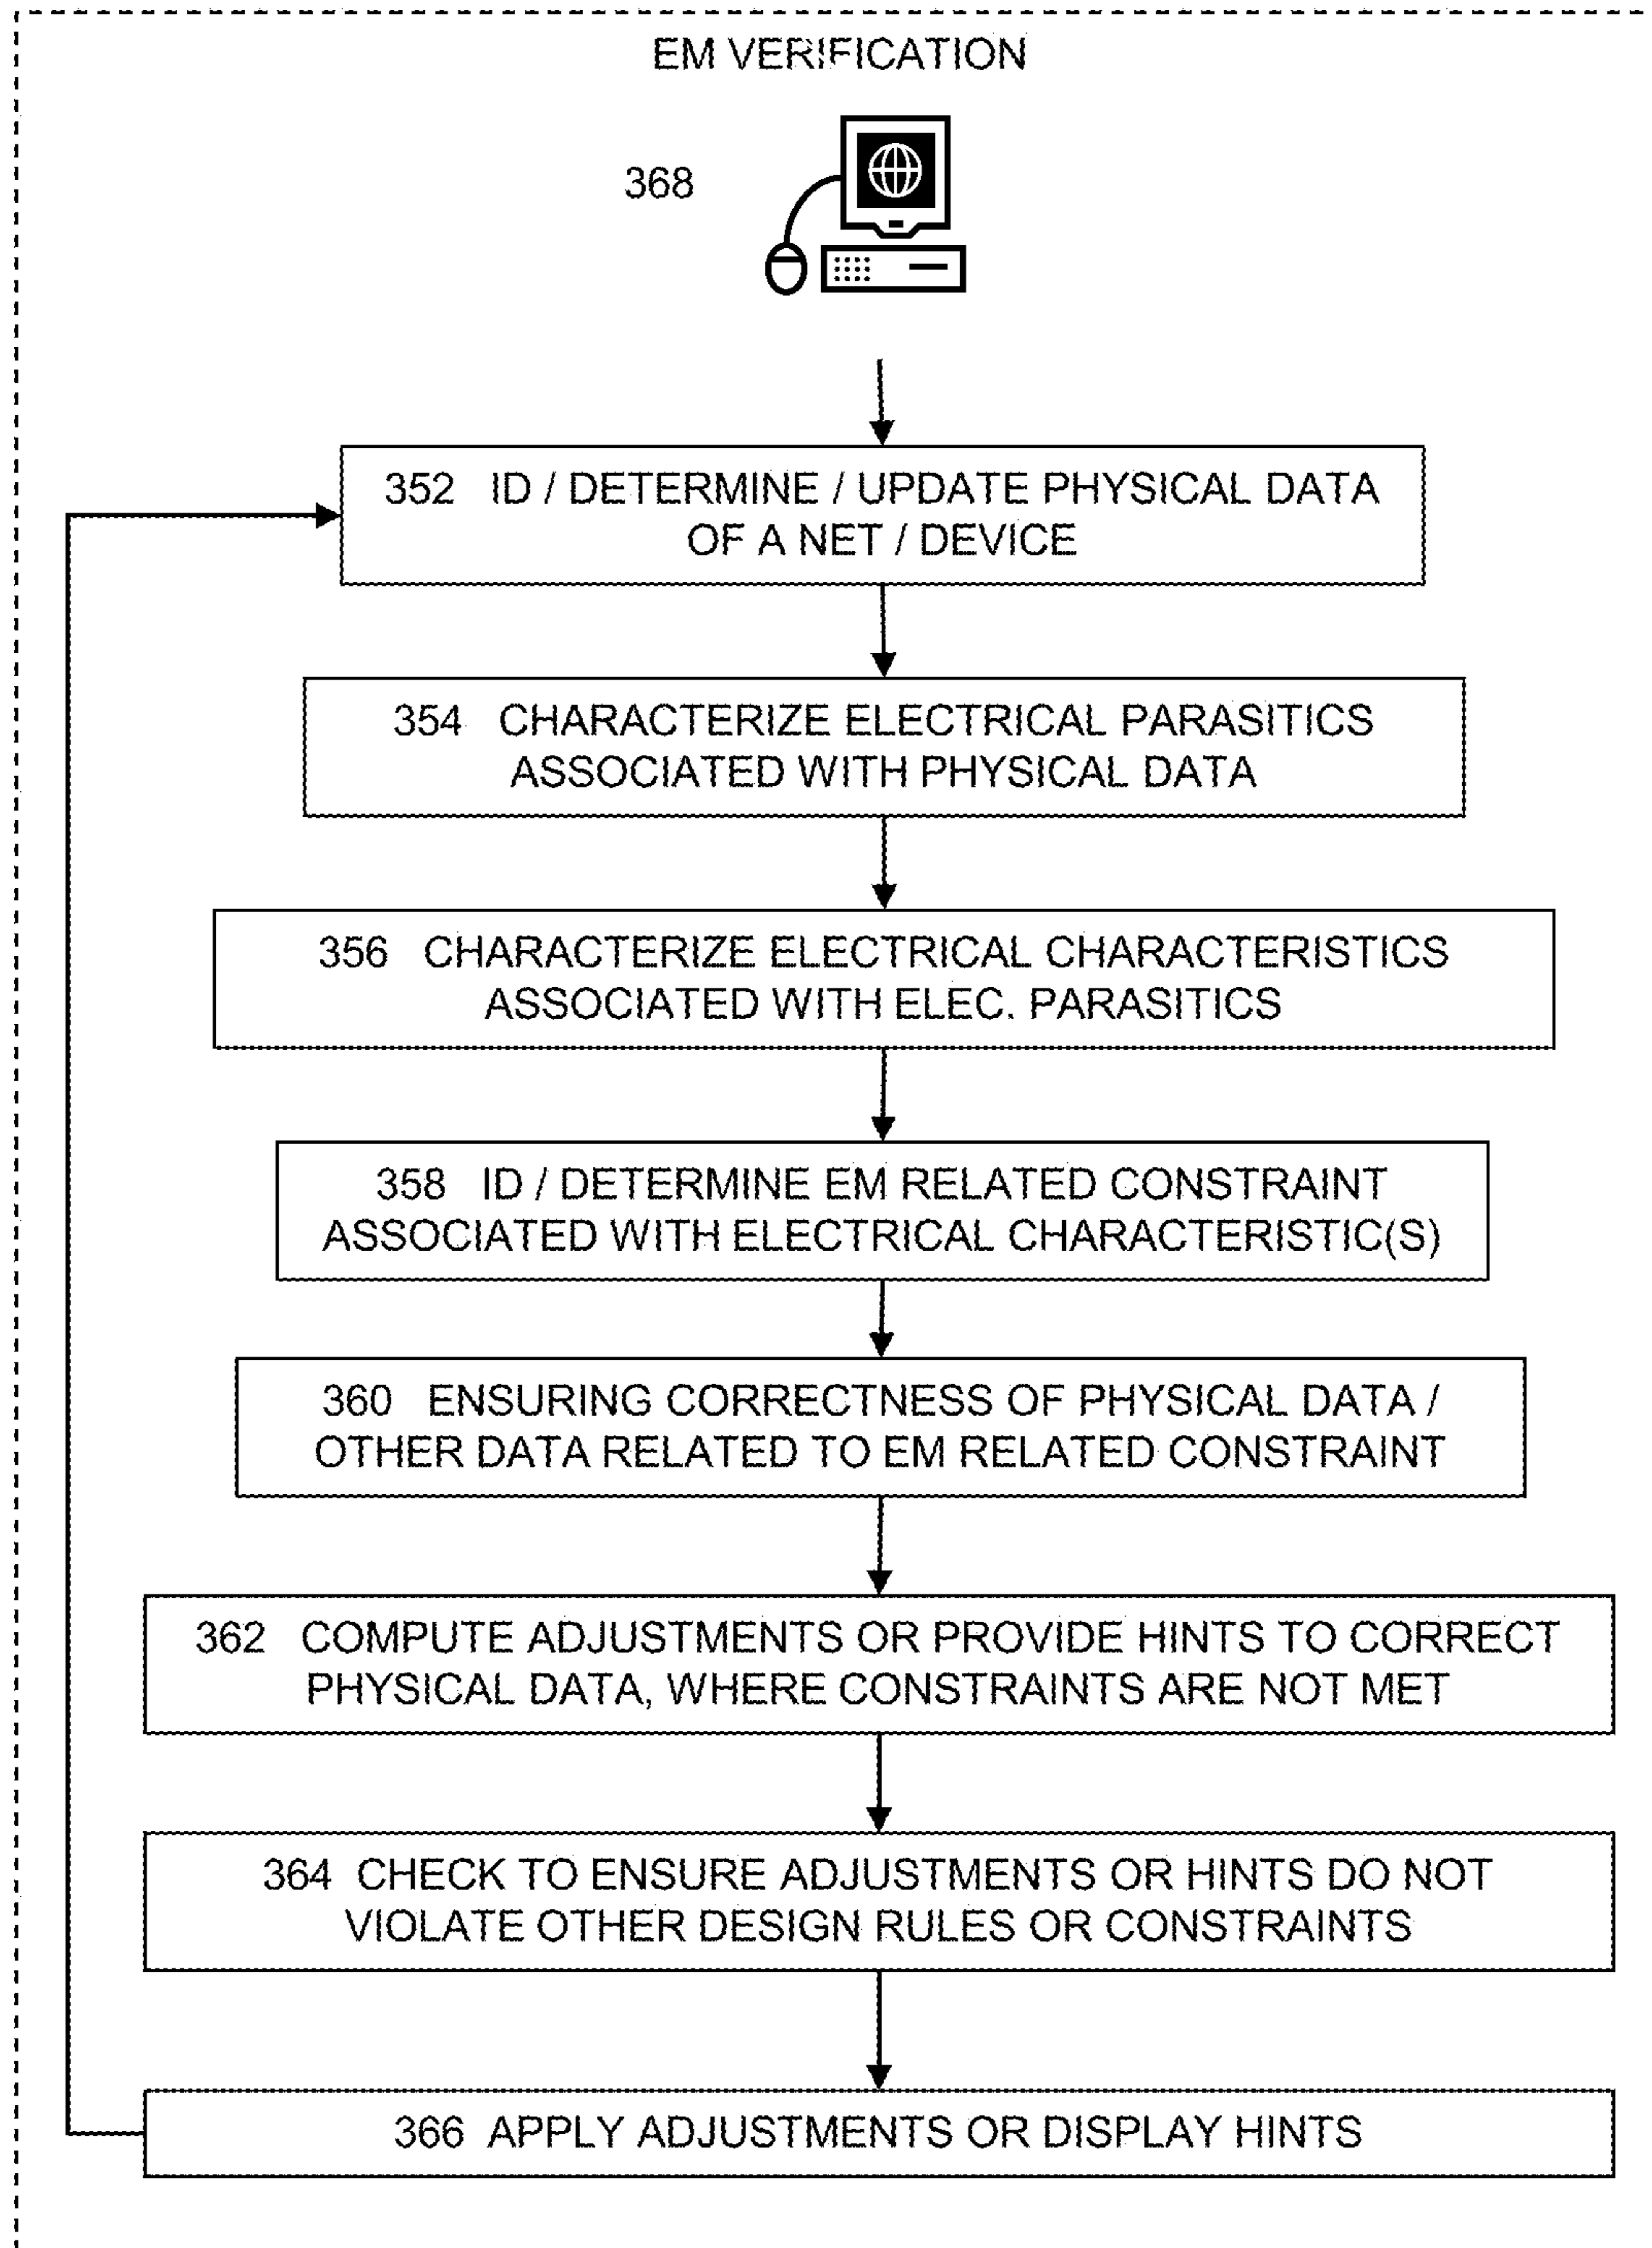 EM VERIFICATION
368
352 ID / DETERMINE / UPDATE PHYSICAL DATA
OF A NET / DEVICE
354 CHARACTERIZE ELECTRICAL PARASITICS
ASSOCIATED WITH PHYSICAL DATA
356 CHARACTERIZE ELECTRICAL CHARACTERISTICS
ASSOCIATED WITH ELEC. PARASITICS
358 ID / DETERMINE EM RELATED CONSTRAINT
ASSOCIATED WITH ELECTRICAL CHARACTERISTIC(S)
360 ENSURING CORRECTNESS OF PHYSICAL DATA /
OTHER DATA RELATED TO EM RELATED CONSTRAINT
362 COMPUTE ADJUSTMENTS OR PROVIDE HINTS TO CORRECT
PHYSICAL DATA, WHERE CONSTRAINTS ARE NOT MET
364 CHECK TO ENSURE ADJUSTMENTS OR HINTS DO NOT
VIOLATE OTHER DESIGN RULES OR CONSTRAINTS
366 APPLY ADJUSTMENTS OR DISPLAY HINTS